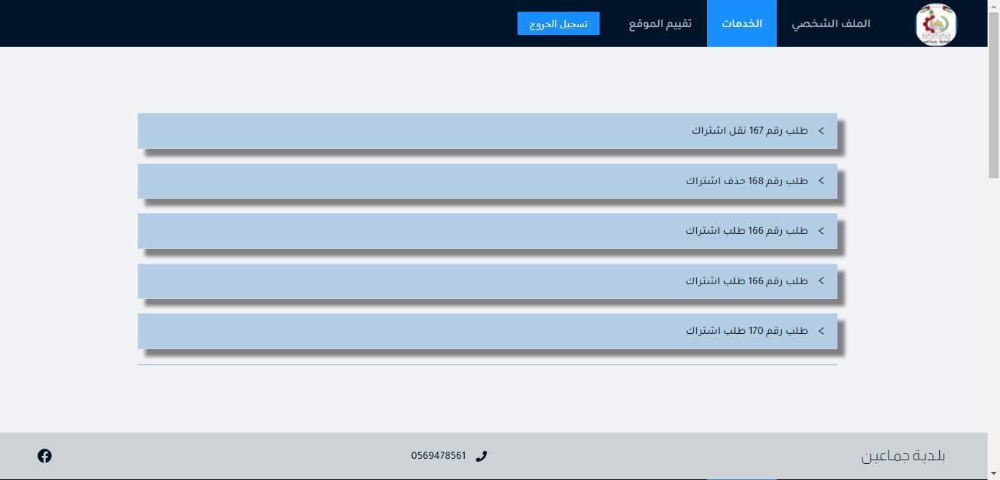 الملف الشخصي
الخدمات
تقييم الموقع
تسجيل الخروج
طلب رقم 167 نقل اشتراك
طلب رقم 168 حذف اشتراك
طلب رقم 166 طلب اشتراك
طلب رقم 166 طلب اشتراك
طلب رقم 170 طلب اشتراك
بلدية جماعين
0569478561